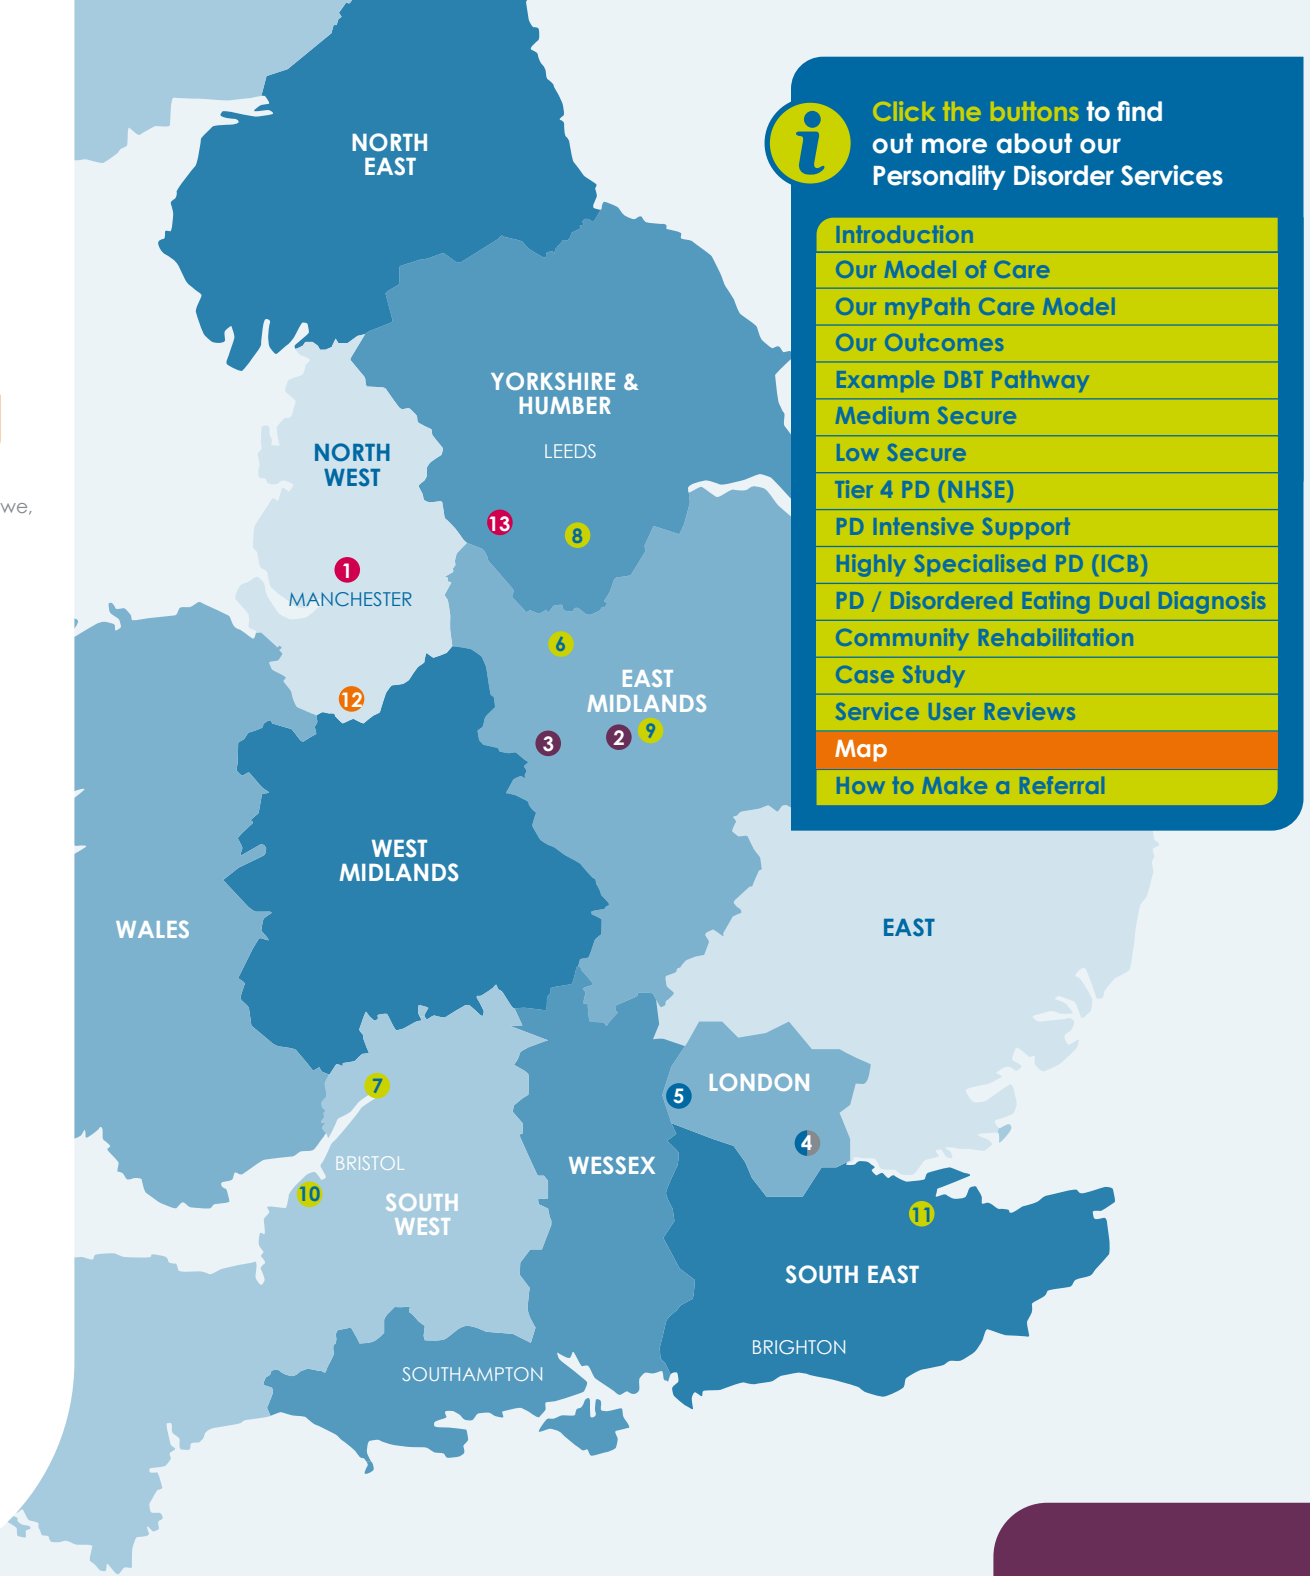 we,
NORTH
EAST
YORKSHIRE &
HUMBER
LEEDS
NORTH
WEST
13
8
1
MANCHESTER
6
EAST
MIDLANDS
12
3
2
9
WEST
MIDLANDS
WALES
EAST
7
LONDON
5
4
BRISTOL
WESSEX
10
SOUTH
WEST
11
SOUTH EAST
BRIGHTON
SOUTHAMPTON
i
Click the buttons to find
out more about our
Personality Disorder Services
Introduction
Our Model of Care
Our myPath Care Model
Our Outcomes
Example DBT Pathway
Medium Secure
Low Secure
Tier 4 PD (NHSE)
PD Intensive Support
Highly Specialised PD (ICB)
PD / Disordered Eating Dual Diagnosis
Community Rehabilitation
Case Study
Service User Reviews
Map
How to Make a Referral